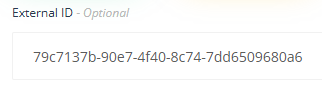 External ID - Optional
79c7137b-90e7-4f40-8c74-7dd6509680a6